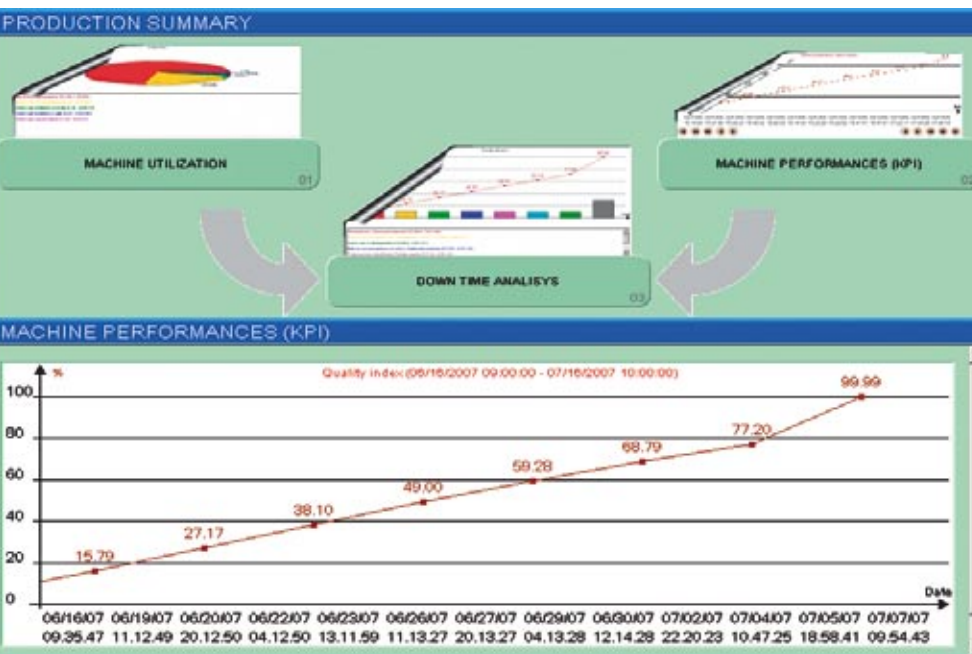 PRODUCTION SUMMARY
MACHINE UTILIZATION
01
MACHINE PERFORMANCES (KPI)
02
DOWN TIME ANALISYS
03
MACHINE PERFORMANCES (KPI)
%
Quality index (06/16/2007 09:00:00 - 07/16/2007 10:00:00)
100
80
60
40
20
0
15.79
27.17
38.10
49.00
59.28
68.79
77.20
99.99
Date
06/16/07 06/19/07 06/20/07 06/22/07 06/23/07 06/26/07 06/27/07 06/29/07 06/30/07 07/02/07 07/04/07 07/05/07 07/07/07
09.35.47 11.12.49 20.12.50 04.12.50 13.11.59 11.13.27 20.13.27 04.13.28 12.14.28 22.20.23 10.47.25 18.58.41 09.54.43